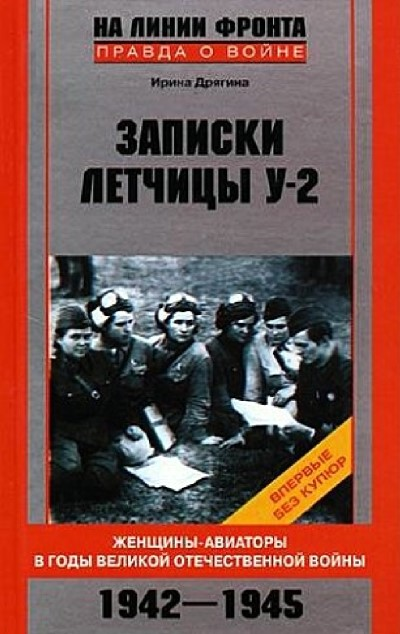 НА ЛИНИИ ФРОНТА
ПРАВДА О ВОЙНЕ
Ирина Дрягина
ЗАПИСКИ
ЛЕТЧИЦЫ У-2
ВПЕРВЫЕ
БЕЗ КУПЮР
ЖЕНЩИНЫ-АВИАТОРЫ
В ГОДЫ ВЕЛИКОЙ ОТЕЧЕСТВЕННОЙ ВОЙНЫ
1942—1945